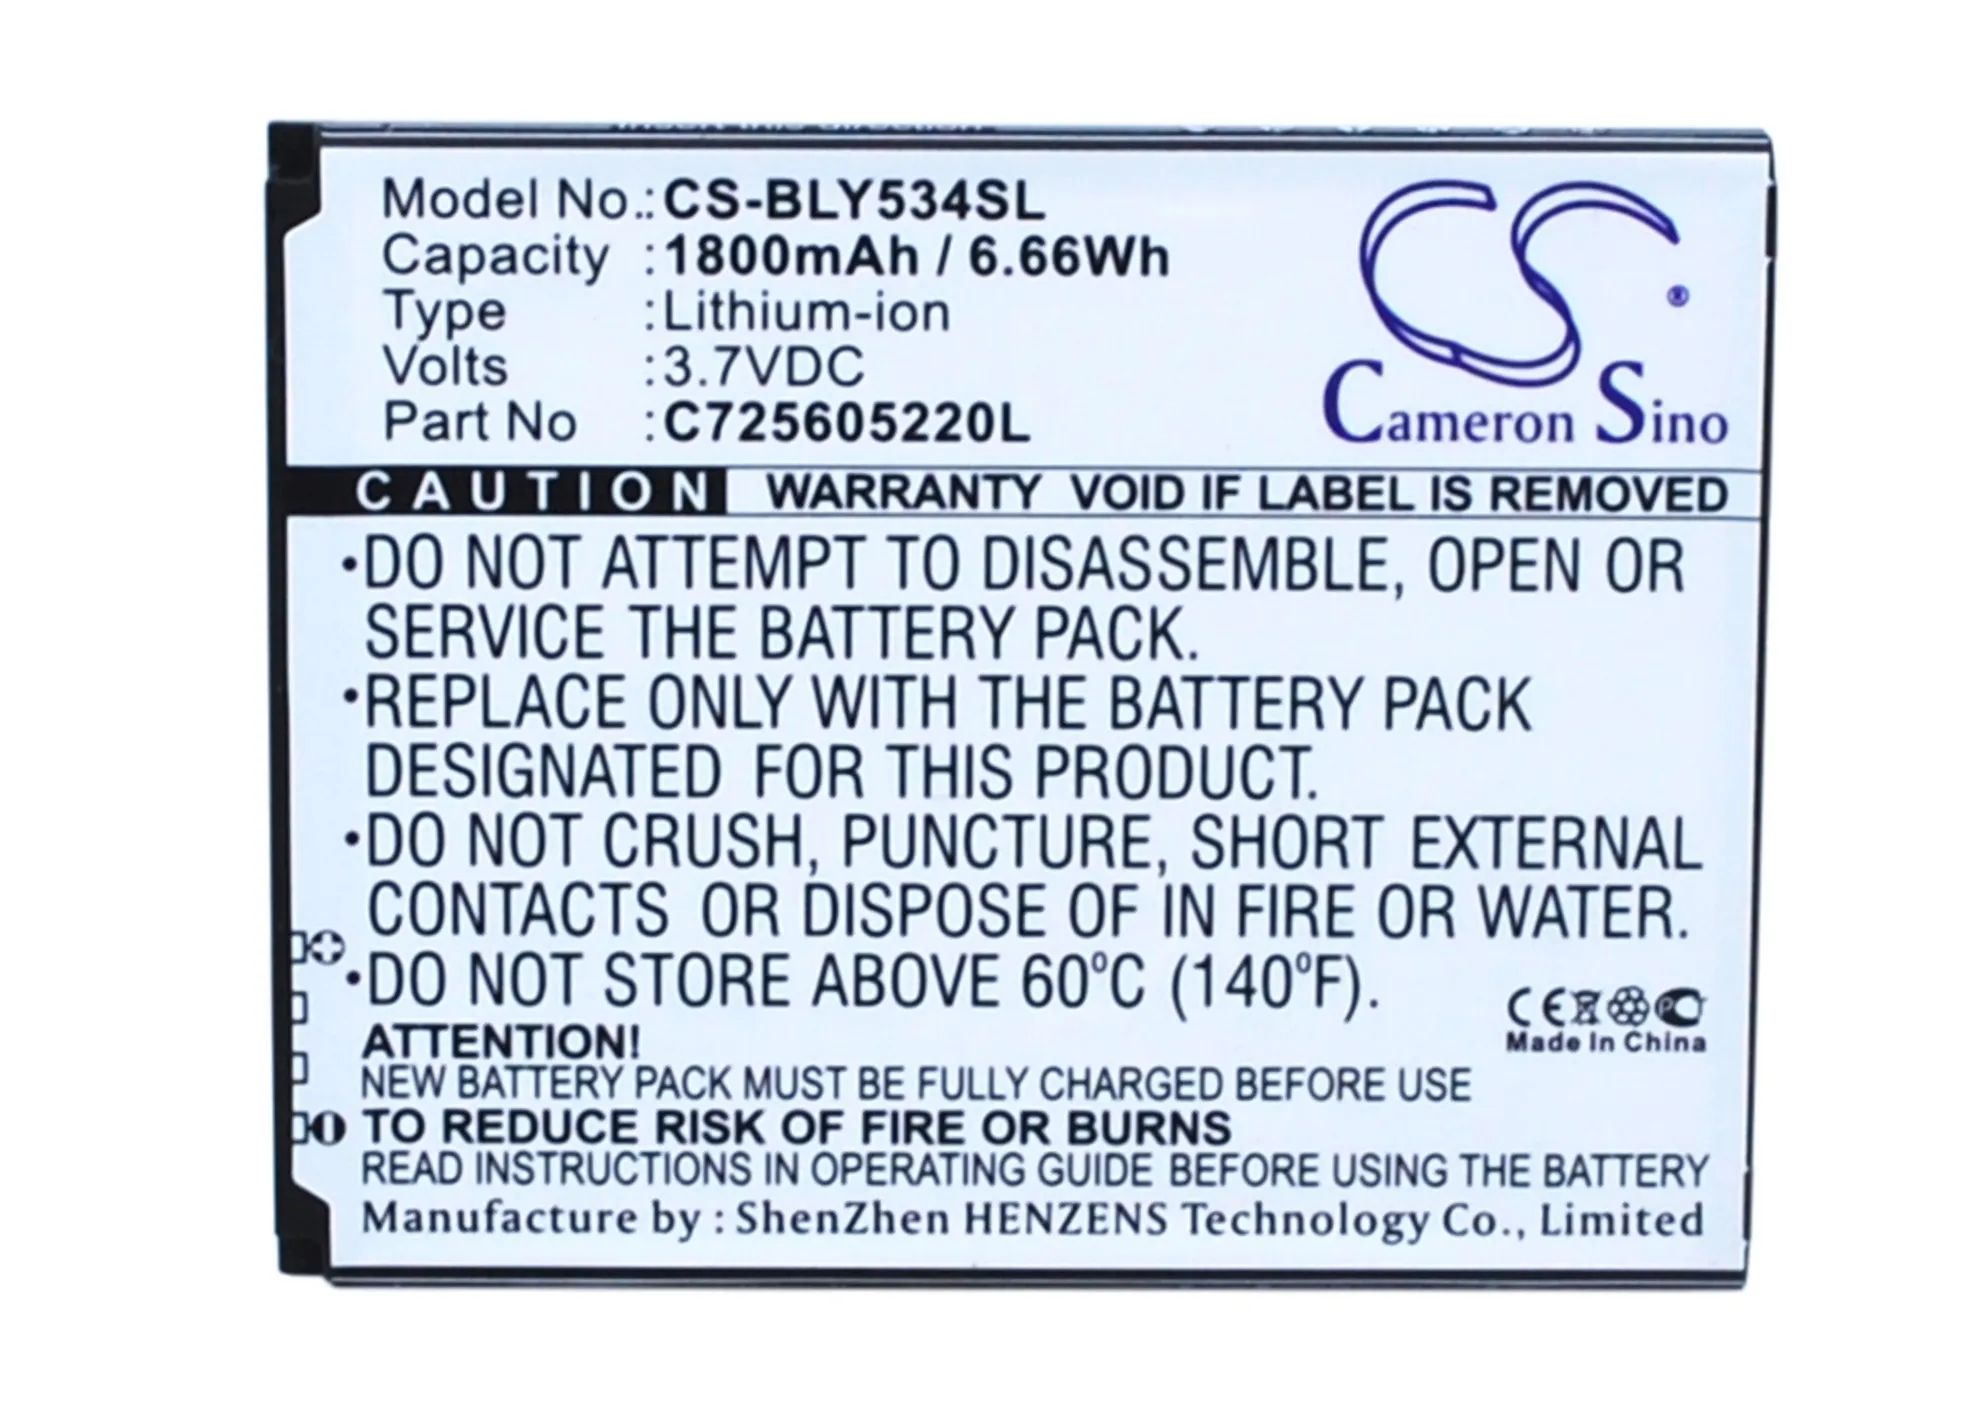 Insert this direction
Model No.: CS-BLY534SL
Capacity : 1800mAh / 6.66Wh
Type : Lithium-ion
Volts : 3.7VDC
Part No : C725605220L
CS ®
Cameron Sino
CAUTION WARRANTY VOID IF LABEL IS REMOVED
•DO NOT ATTEMPT TO DISASSEMBLE, OPEN OR
SERVICE THE BATTERY PACK.
•REPLACE ONLY WITH THE BATTERY PACK
DESIGNATED FOR THIS PRODUCT.
•DO NOT CRUSH, PUNCTURE, SHORT EXTERNAL
CONTACTS OR DISPOSE OF IN FIRE OR WATER.
•DO NOT STORE ABOVE 60°C (140°F).
CE
Made In China
ATTENTION!
NEW BATTERY PACK MUST BE FULLY CHARGED BEFORE USE
TO REDUCE RISK OF FIRE OR BURNS
READ INSTRUCTIONS IN OPERATING GUIDE BEFORE USING THE BATTERY
Manufacture by : ShenZhen HENZENS Technology Co., Limited